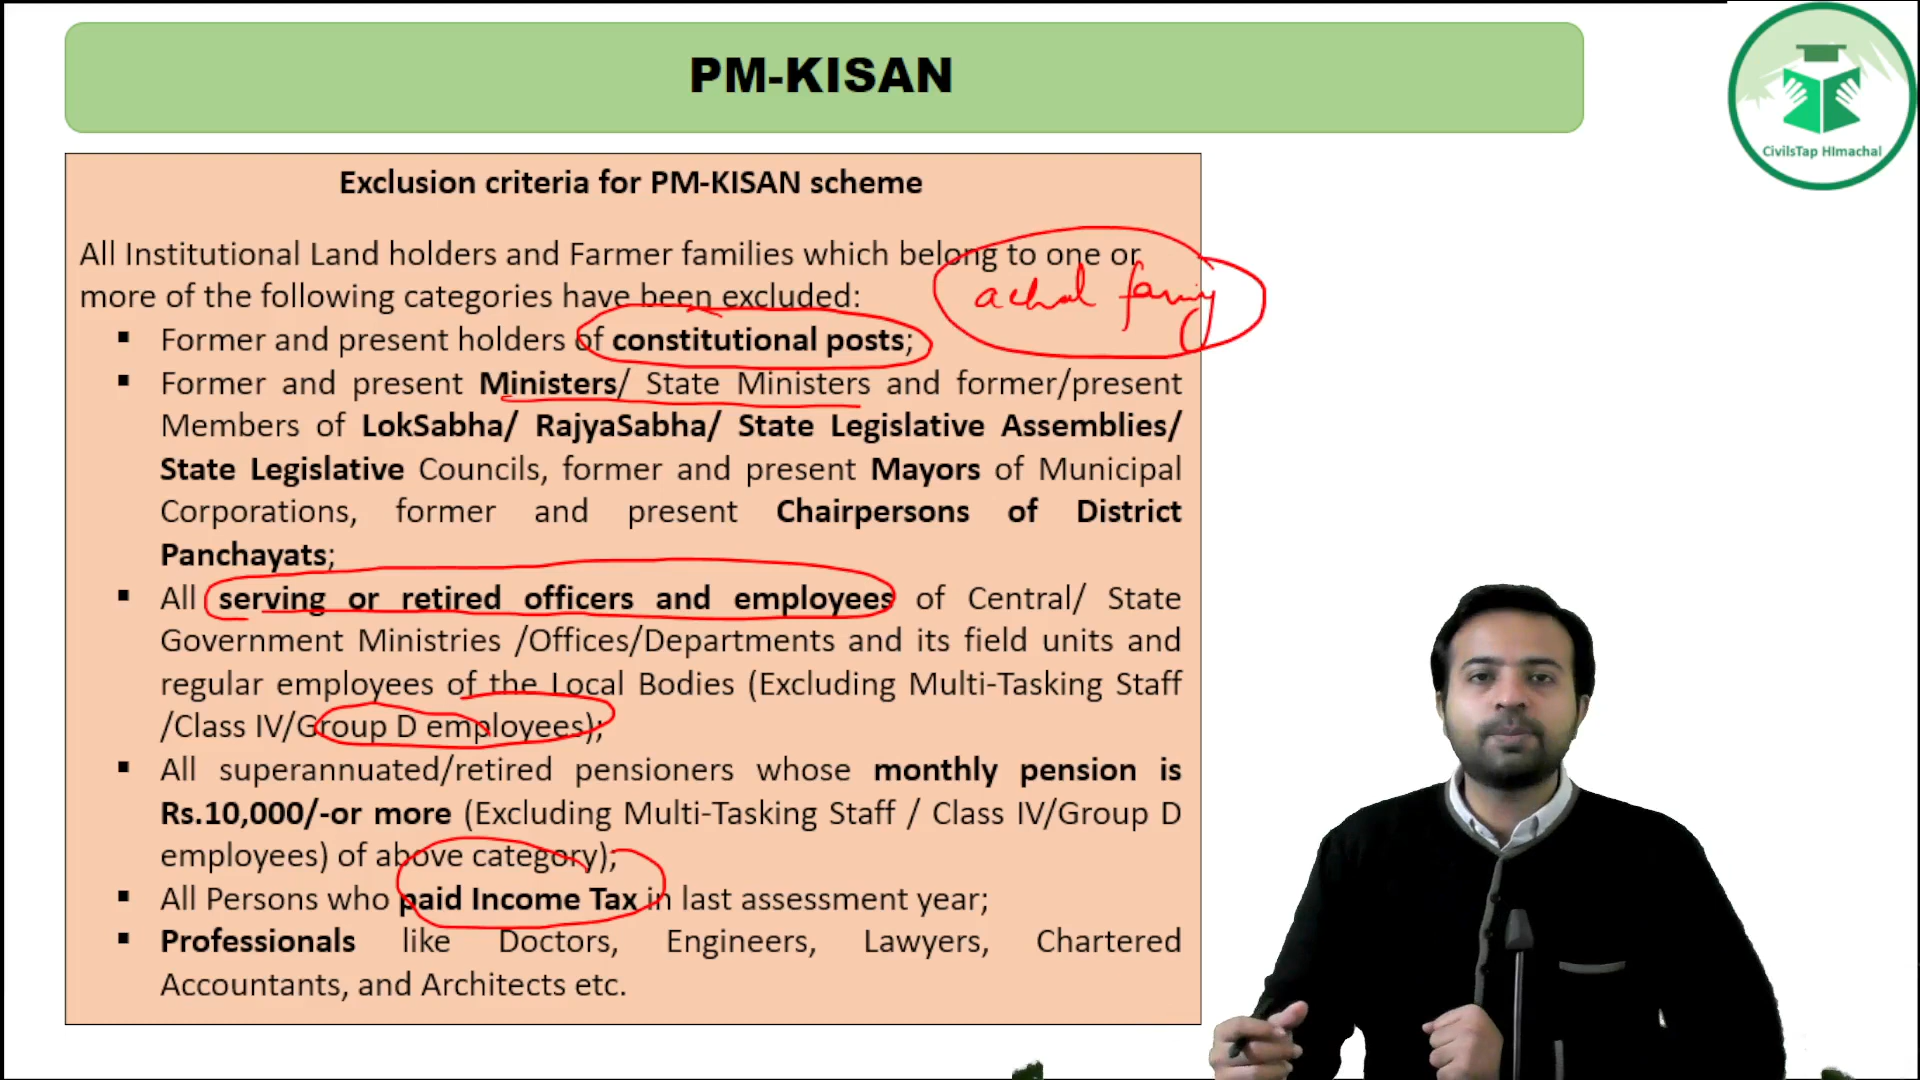 PM-KISAN
CivilsTap HImachal
Exclusion criteria for PM-KISAN scheme
All Institutional Land holders and Farmer families which belong to one or
more of the following categories have been excluded:
▪ Former and present holders of constitutional posts;
▪ Former and present Ministers/ State Ministers and former/present
Members of LokSabha/ RajyaSabha/ State Legislative Assemblies/
State Legislative Councils, former and present Mayors of Municipal
Corporations, former and present Chairpersons of District
Panchayats;
▪ All serving or retired officers and employees of Central/ State
Government Ministries /Offices/Departments and its field units and
regular employees of the Local Bodies (Excluding Multi-Tasking Staff
/Class IV/Group D employees);
▪ All superannuated/retired pensioners whose monthly pension is
Rs.10,000/-or more (Excluding Multi-Tasking Staff / Class IV/Group D
employees) of above category);
▪ All Persons who paid Income Tax in last assessment year;
▪ Professionals like Doctors, Engineers, Lawyers, Chartered
Accountants, and Architects etc.